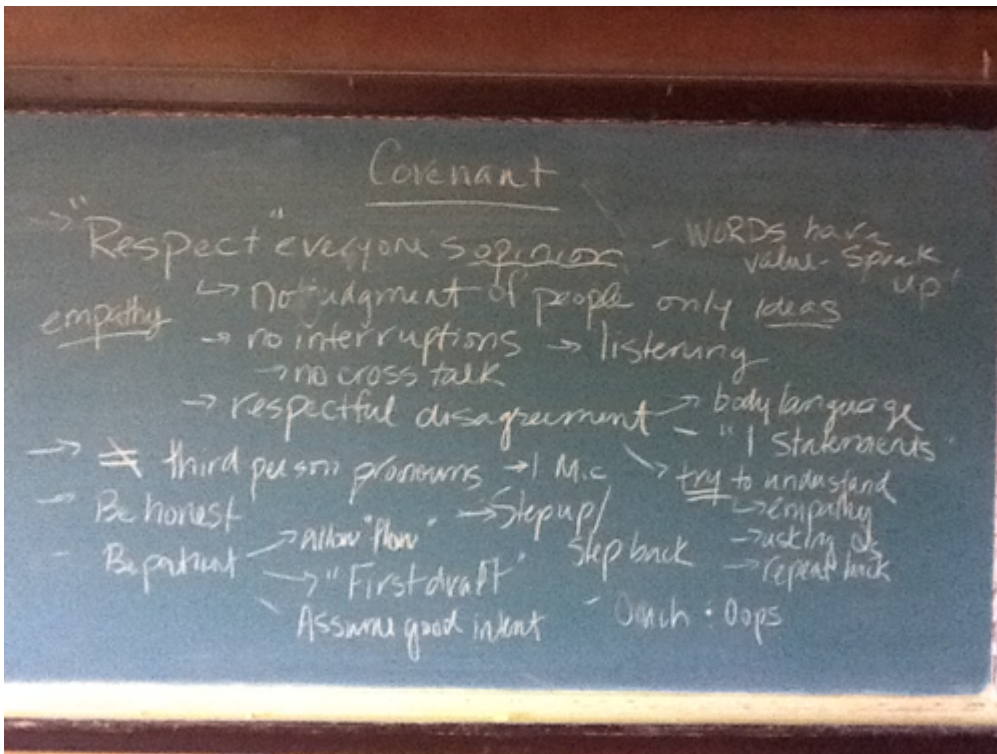 Covenant
→ "Respect" everyones opinion - WORDs have value - Speak up!
↳ no judgment of people only ideas
empathy
→ no interruptions → listening
→ no cross talk
→ respectful disagreement → body language
- "I statements"
→ try to understand
↳ empathy
→ asking Qs
→ repeat back
→ ≠ third person pronouns → 1 Mic
→ Be honest → Step up/
Step back
- Be patient → Allow "flow"
→ "First draft"
Assume good intent - Ouch • Oops